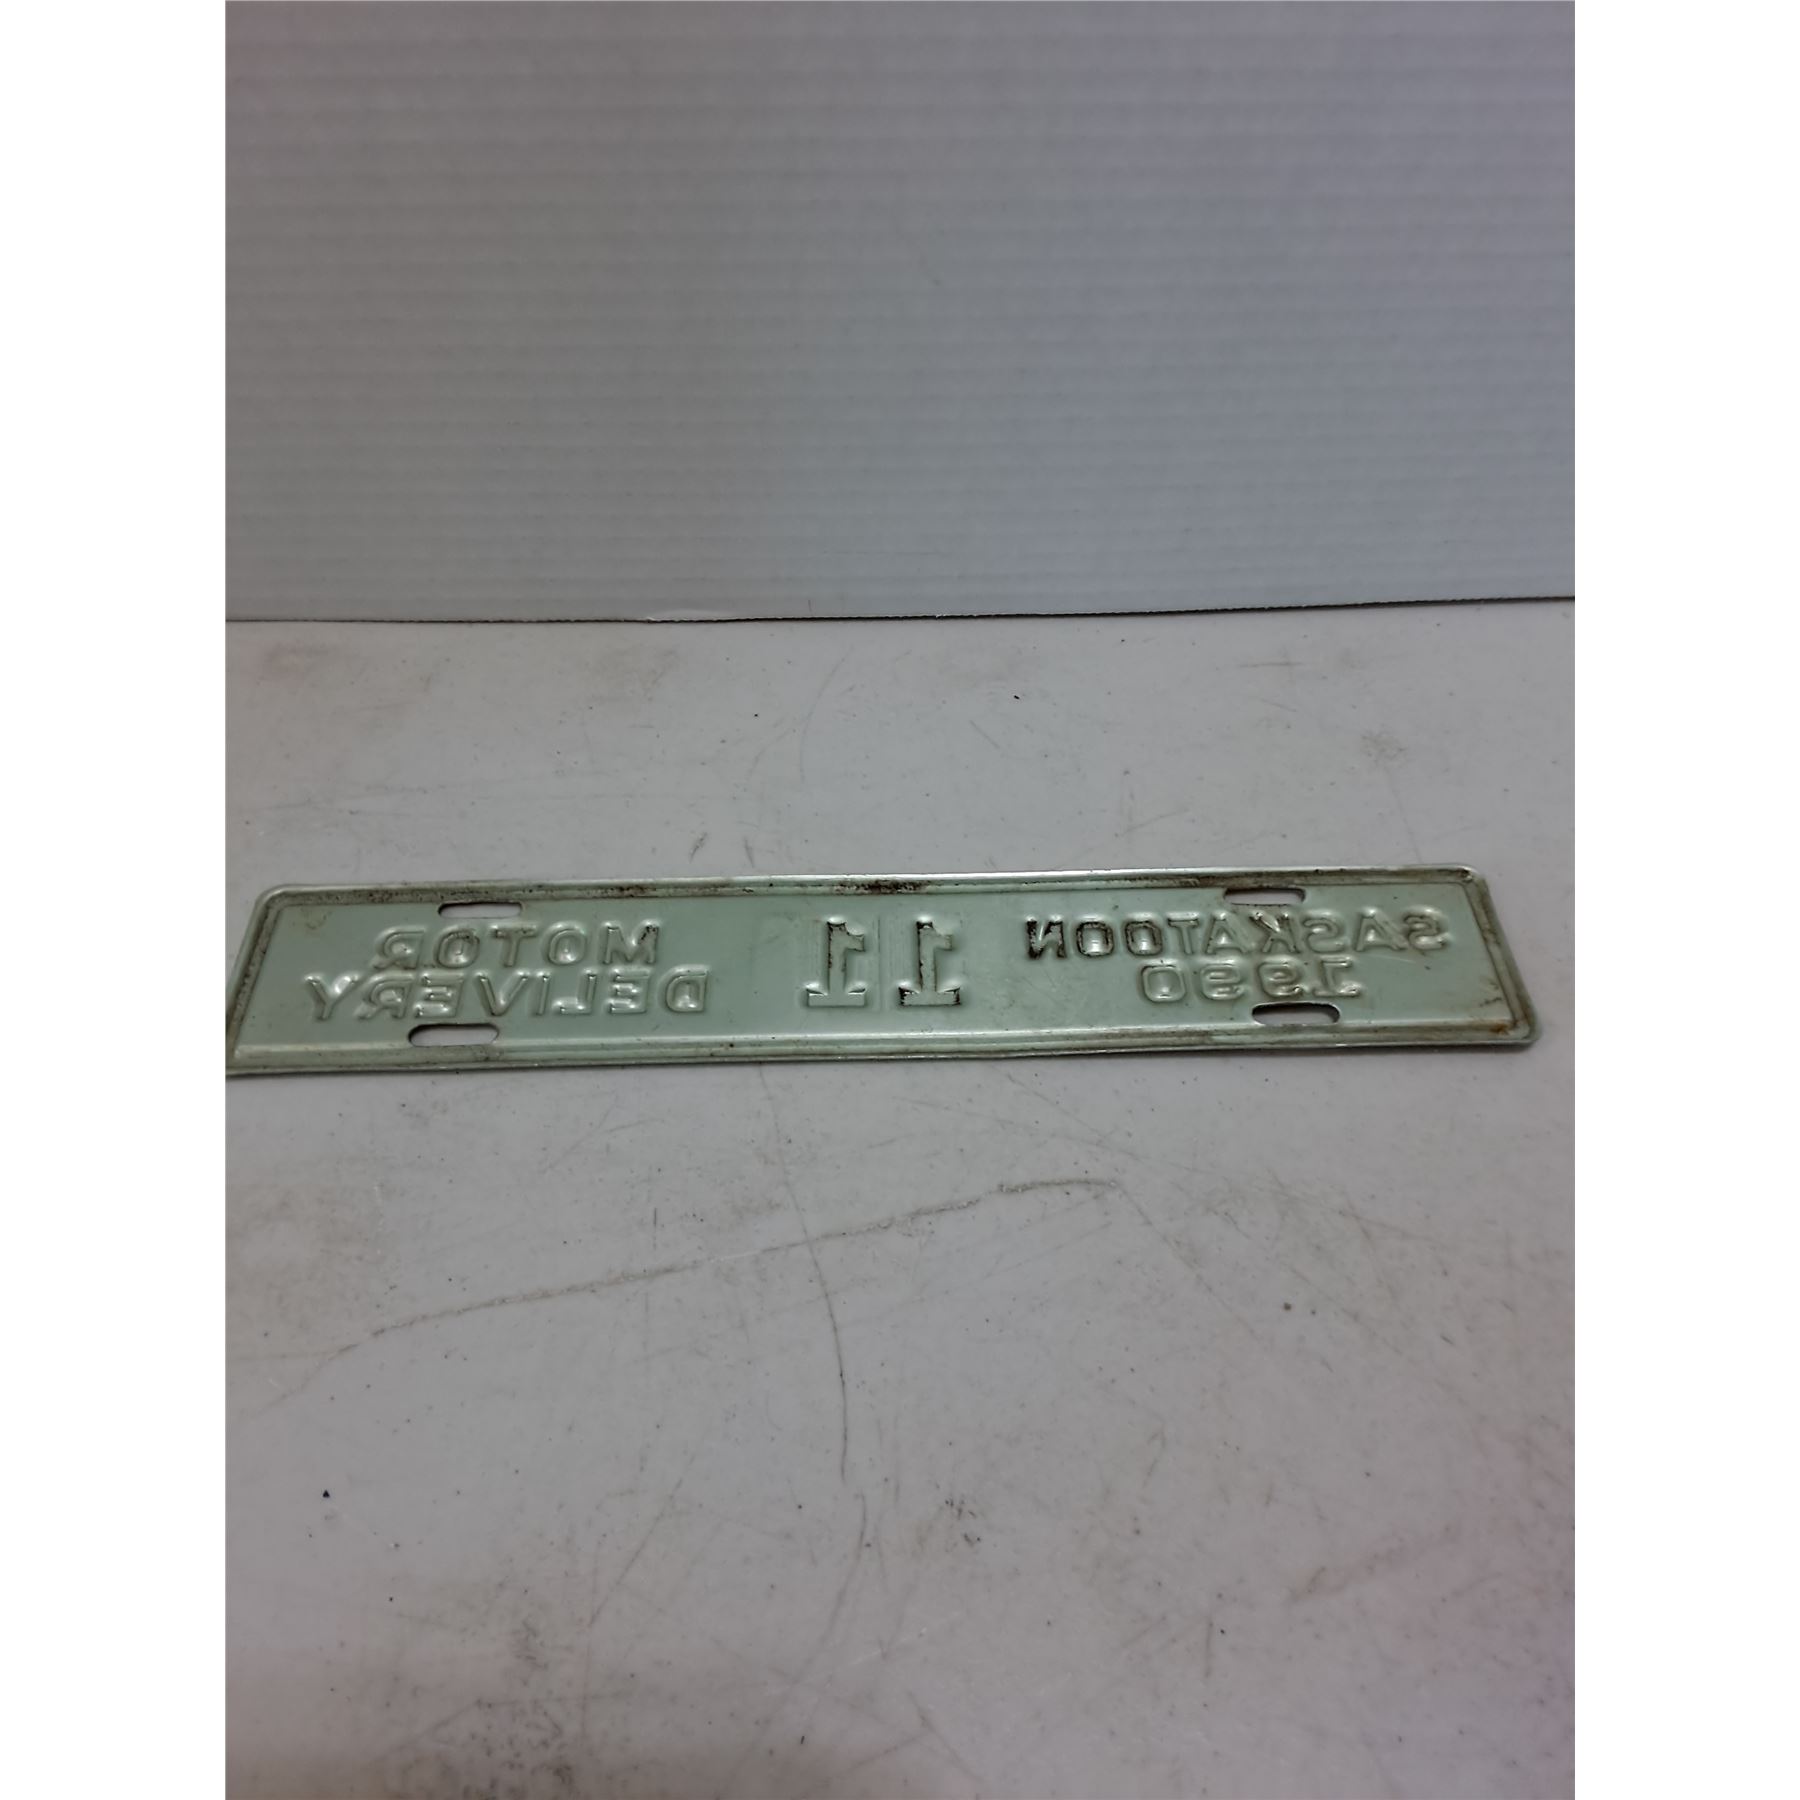 SASKATOON
1990
11
MOTOR
DELIVERY